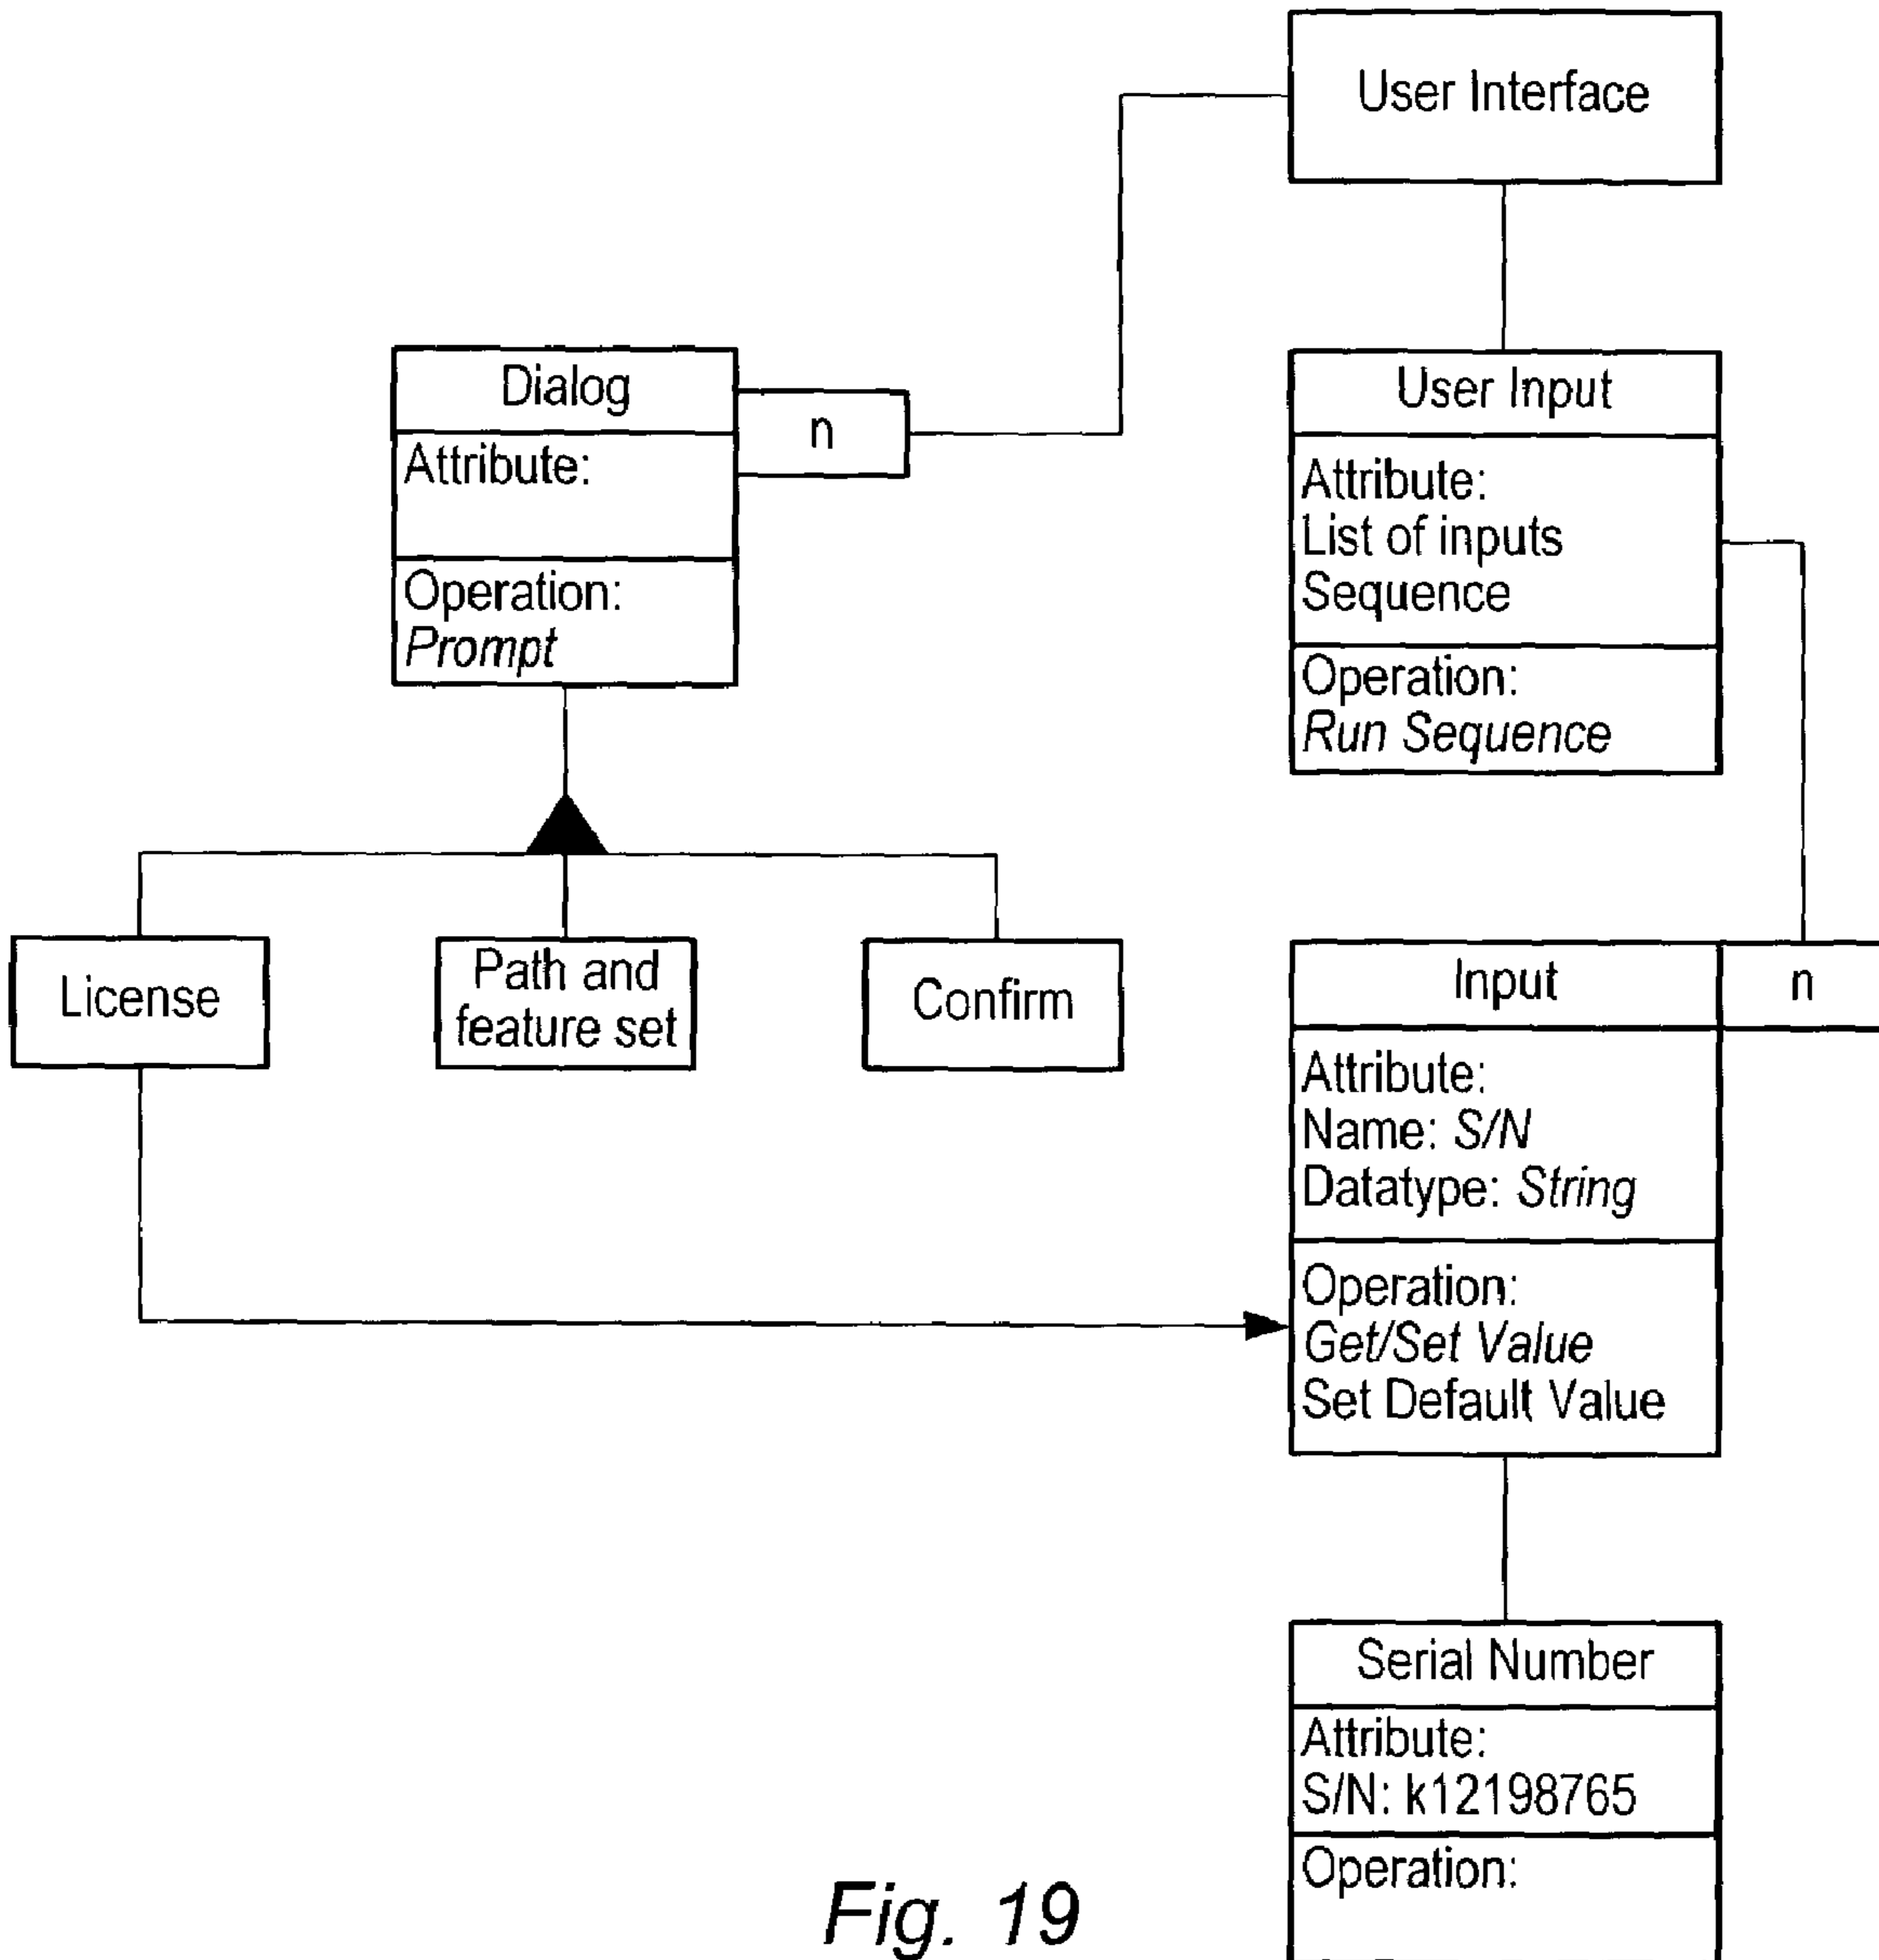 User Interface
Dialog
n
Attribute:
Operation:
Prompt
User Input
Attribute:
List of inputs
Sequence
Operation:
Run Sequence
License
Path and
feature set
Confirm
Input
n
Attribute:
Name: S/N
Datatype: String
Operation:
Get/Set Value
Set Default Value
Serial Number
Attribute:
S/N: k12198765
Operation:
Fig. 19